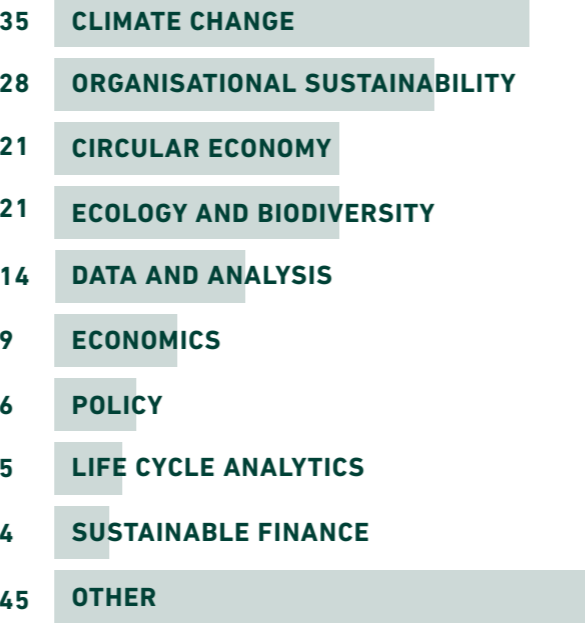 35 CLIMATE CHANGE
28 ORGANISATIONAL SUSTAINABILITY
21 CIRCULAR ECONOMY
21 ECOLOGY AND BIODIVERSITY
14 DATA AND ANALYSIS
9 ECONOMICS
6 POLICY
5 LIFE CYCLE ANALYTICS
4 SUSTAINABLE FINANCE
45 OTHER